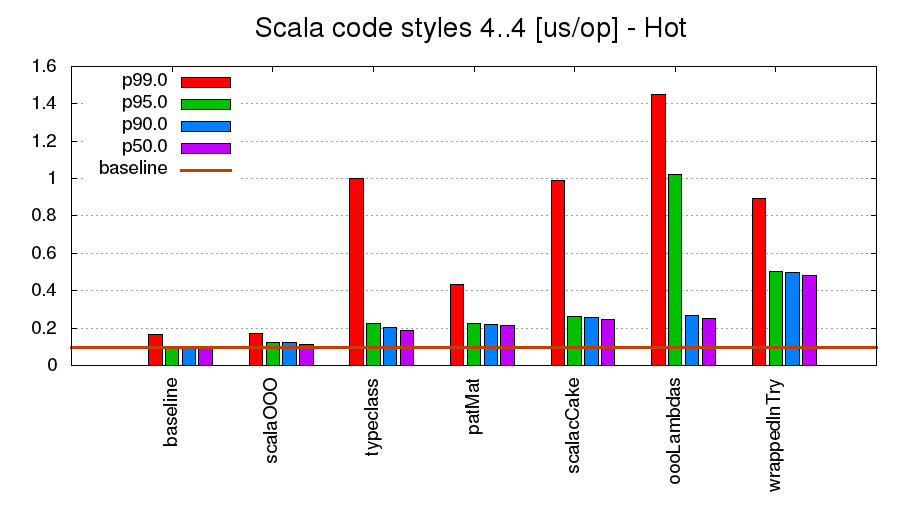 Scala code styles 4..4 [us/op] - Hot
1.6
1.4
1.2
1
0.8
0.6
0.4
0.2
0
p99.0
p95.0
p90.0
p50.0
baseline
baseline
scalaOOO
typeclass
patMat
scalacCake
oooLambdas
wrappedInTry